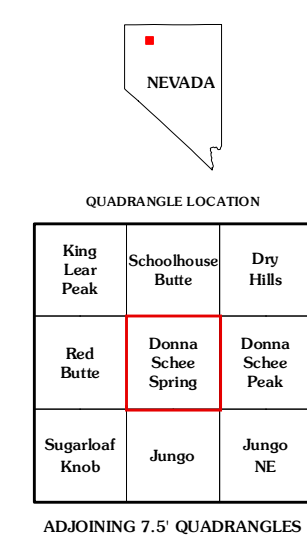 NEVADA
QUADRANGLE LOCATION
King
Lear
Peak
Schoolhouse
Butte
Dry
Hills
Red
Butte
Donna
Schee
Spring
Donna
Schee
Peak
Sugarloaf
Knob
Jungo
Jungo
NE
ADJOINING 7.5' QUADRANGLES